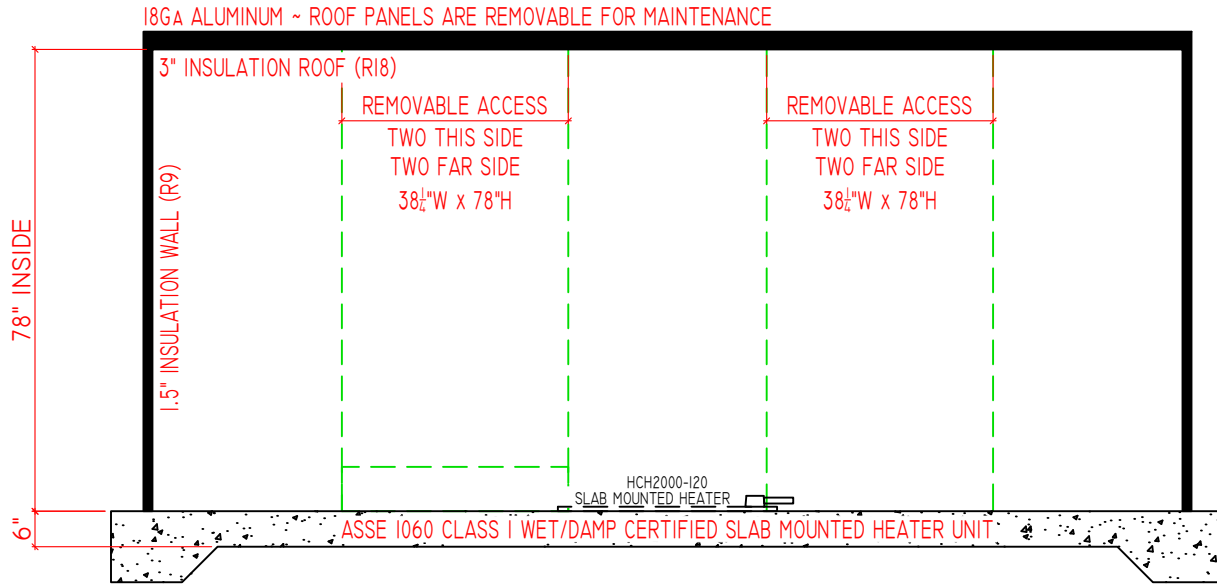 18GA ALUMINUM ~ ROOF PANELS ARE REMOVABLE FOR MAINTENANCE
3" INSULATION ROOF (R18)
REMOVABLE ACCESS
TWO THIS SIDE
TWO FAR SIDE
38¼"W x 78"H
REMOVABLE ACCESS
TWO THIS SIDE
TWO FAR SIDE
38¼"W x 78"H
1.5" INSULATION WALL (R9)
78" INSIDE
HCH2000-120
SLAB MOUNTED HEATER
6"
ASSE 1060 CLASS 1 WET/DAMP CERTIFIED SLAB MOUNTED HEATER UNIT